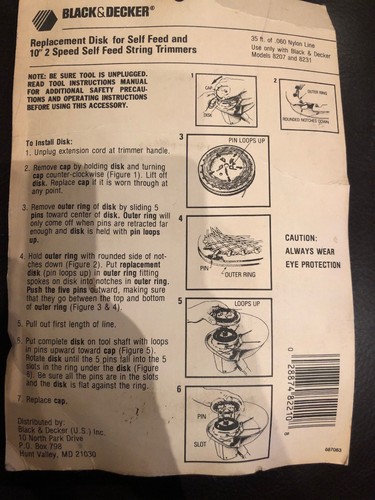 BLACK&DECKER®
Replacement Disk for Self Feed and
10" 2 Speed Self Feed String Trimmers
35 ft. of .080 Nylon Line
Use only with Black & Decker
Models 8207 and 8231
NOTE: BE SURE TOOL IS UNPLUGGED.
READ TOOL INSTRUCTIONS MANUAL
FOR ADDITIONAL SAFETY PRECAU-
TIONS AND OPERATING INSTRUCTIONS
BEFORE USING THIS ACCESSORY.
To Install Disk:
1. Unplug extension cord at trimmer handle.
2. Remove cap by holding disk and turning
cap counter-clockwise (Figure 1). Lift off
disk. Replace cap if it is worn through at
any point.
3. Remove outer ring of disk by sliding 5
pins toward center of disk. Outer ring will
only come off when pins are retracted far
enough and disk is held with pin loops
up.
4. Hold outer ring with rounded side of not-
ches down (Figure 2). Put replacement
disk (pin loops up) in outer ring fitting
spokes on disk into notches in outer ring.
Push the five pins outward, making sure
that they go between the top and bottom
of outer ring (Figure 3 & 4).
5. Pull out first length of line.
6. Put complete disk on tool shaft with loops
in pins upward toward cap (Figure 5).
Rotate disk until the 5 pins fall into the 5
slots in the ring under the disk (Figure
6). Be sure all the pins are in the slots
and the disk is flat against the ring.
7. Replace cap.
Distributed by:
Black & Decker (U.S.) Inc.
10 North Park Drive
P.O. Box 798
Hunt Valley, MD 21030
1
CAP
DISK
2
OUTER RING
ROUNDED NOTCHES DOWN
3
PIN LOOPS UP
4
PIN
OUTER RING
5
LOOPS UP
6
PIN
SLOT
CAUTION:
ALWAYS WEAR
EYE PROTECTION
0 28874 82210